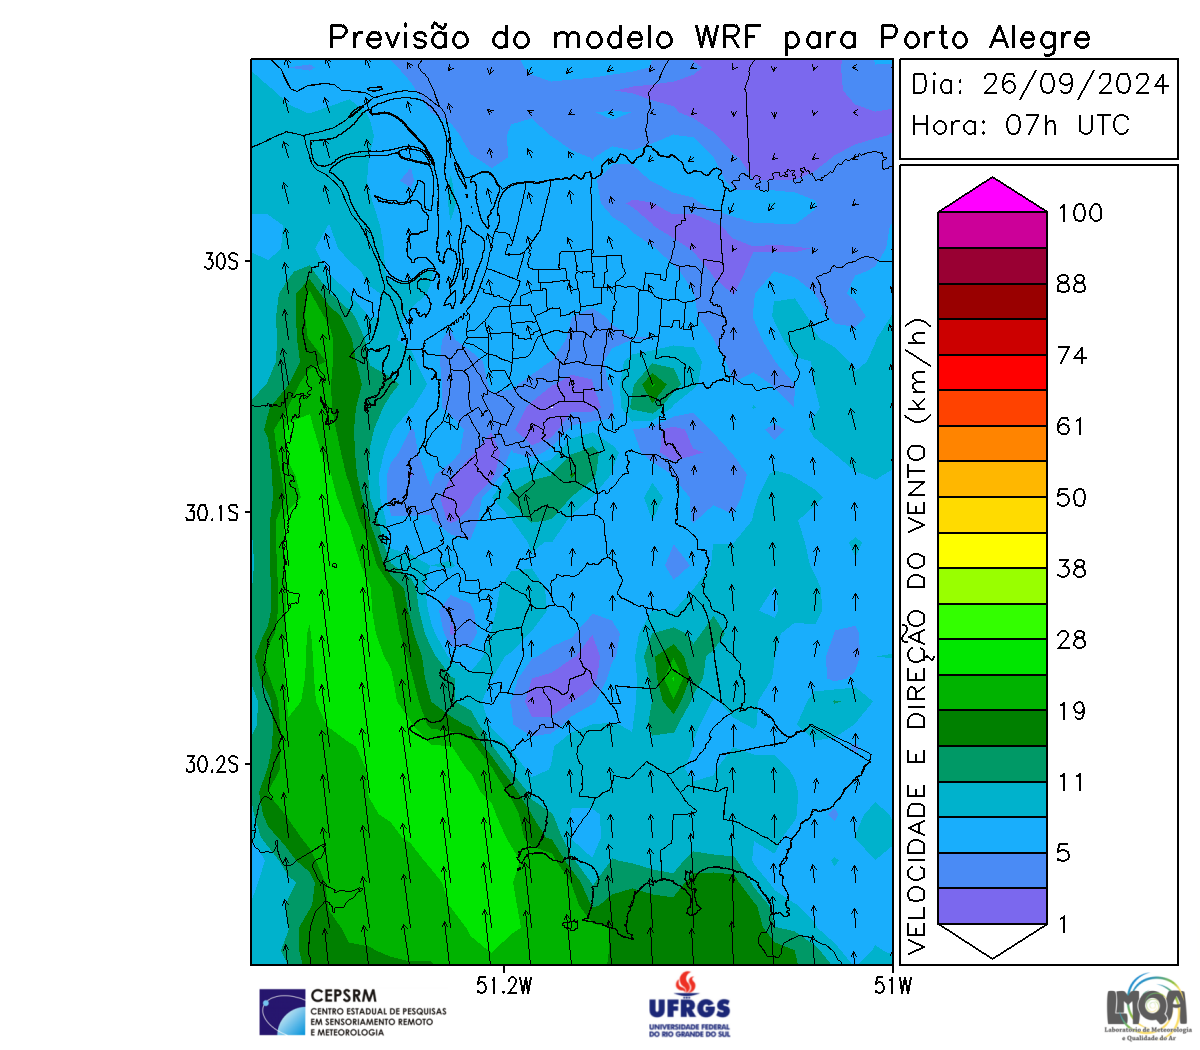 Previsão do modelo WRF para Porto Alegre
Dia: 26/09/2024
Hora: 07h UTC
30S
30.1S
30.2S
51.2W
51W
VELOCIDADE E DIREÇÃO DO VENTO (km/h)
100
88
74
61
50
38
28
19
11
5
1
CEPSRM
CENTRO ESTADUAL DE PESQUISAS
EM SENSORIAMENTO REMOTO
E METEOROLOGIA
UFRGS
UNIVERSIDADE FEDERAL
DO RIO GRANDE DO SUL
LMQA
Laboratório de Meteorologia
e Qualidade do Ar